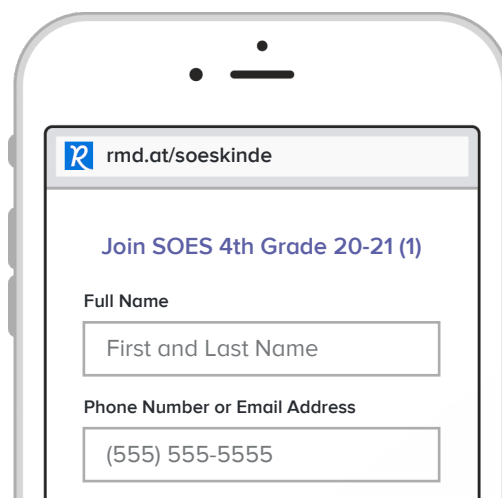 rmd.at/soeskinde
Join SOES 4th Grade 20-21 (1)
Full Name
First and Last Name
Phone Number or Email Address
(555) 555-5555